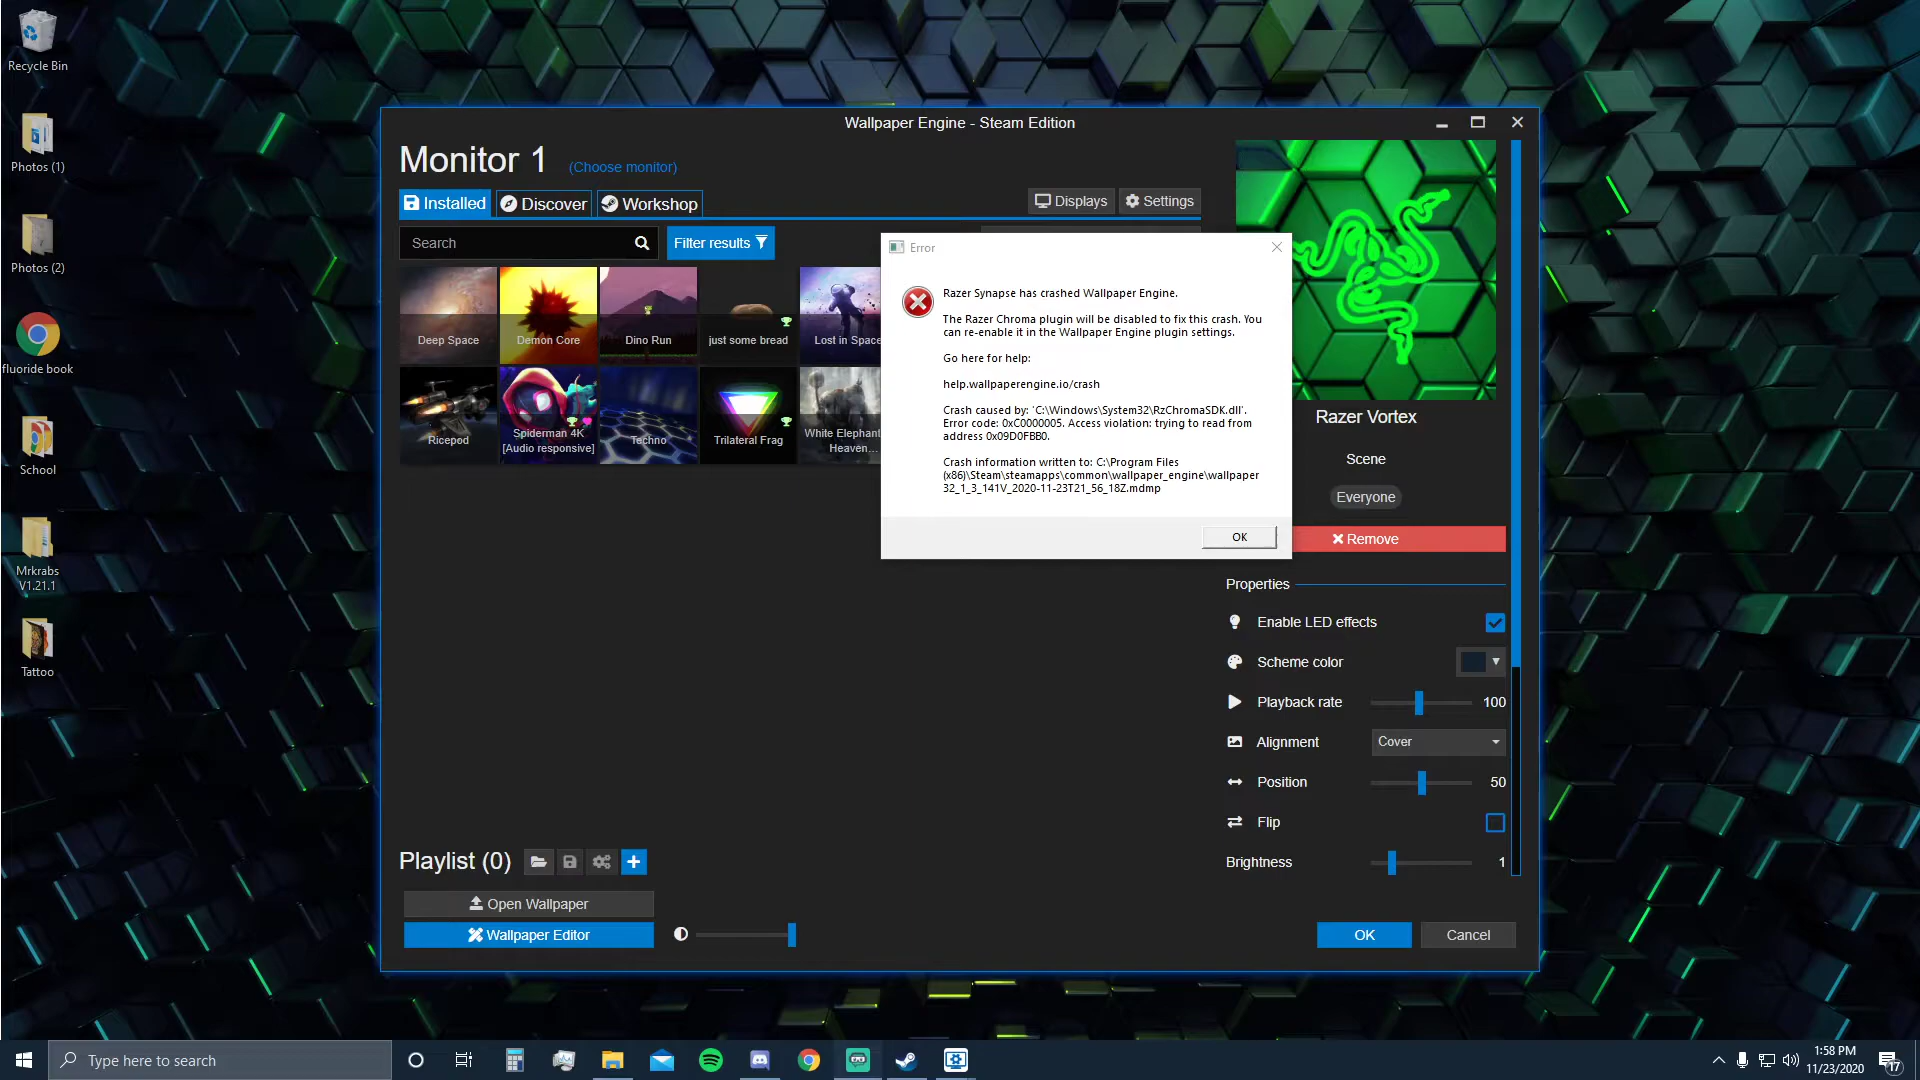 Recycle Bin
Photos (1)
Photos (2)
fluoride book
School
Mrkrabs
V1.21.1
Tattoo
Wallpaper Engine - Steam Edition
Monitor 1 (Choose monitor)
Installed Discover Workshop
Displays Settings
Search
Filter results
Deep Space
Demon Core
Dino Run
just some bread
Lost in Space
Ricepod
Spiderman 4K
[Audio responsive]
Techno
Trilateral Frag
White Elephant
Heaven...
Error
Razer Synapse has crashed Wallpaper Engine.
The Razer Chroma plugin will be disabled to fix this crash. You
can re-enable it in the Wallpaper Engine plugin settings.
Go here for help:
help.wallpaperengine.io/crash
Crash caused by: 'C:\Windows\System32\RzChromaSDK.dll'.
Error code: 0xC0000005. Access violation: trying to read from
address 0x09D0FBB0.
Crash information written to: C:\Program Files
(x86)\Steam\steamapps\common\wallpaper_engine\wallpaper
32_1_3_141V_2020-11-23T21_56_18Z.mdmp
OK
Razer Vortex
Scene
Everyone
Remove
Properties
Enable LED effects
Scheme color
Playback rate 100
Alignment Cover
Position 50
Flip
Brightness 1
Playlist (0)
Open Wallpaper
Wallpaper Editor
OK Cancel
Type here to search
1:58 PM
11/23/2020
17